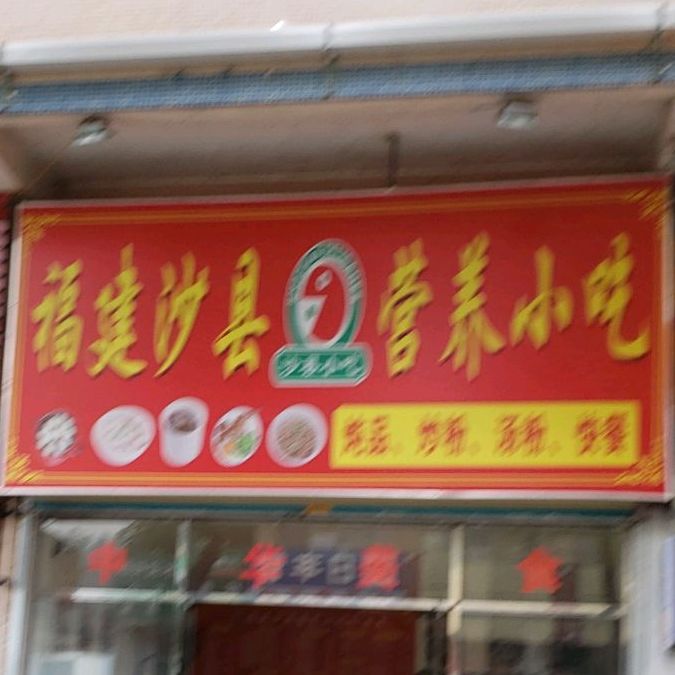 福建沙县 营养小吃
沙县小吃
炖品、炒粉、汤粉、快餐